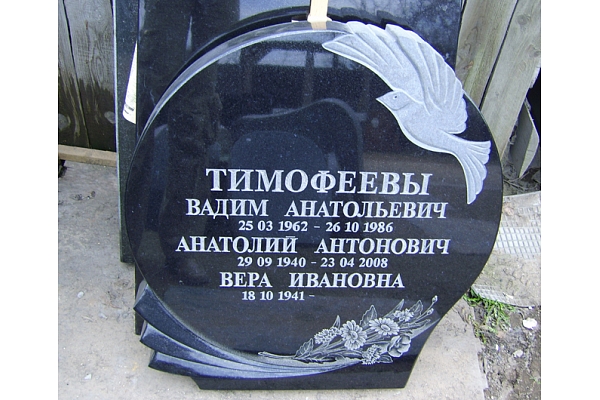 ТИМОФЕЕВЫ
ВАДИМ АНАТОЛЬЕВИЧ
25 03 1962 - 26 10 1986
АНАТОЛИЙ АНТОНОВИЧ
29 09 1940 - 23 04 2008
ВЕРА ИВАНОВНА
18 10 1941 -